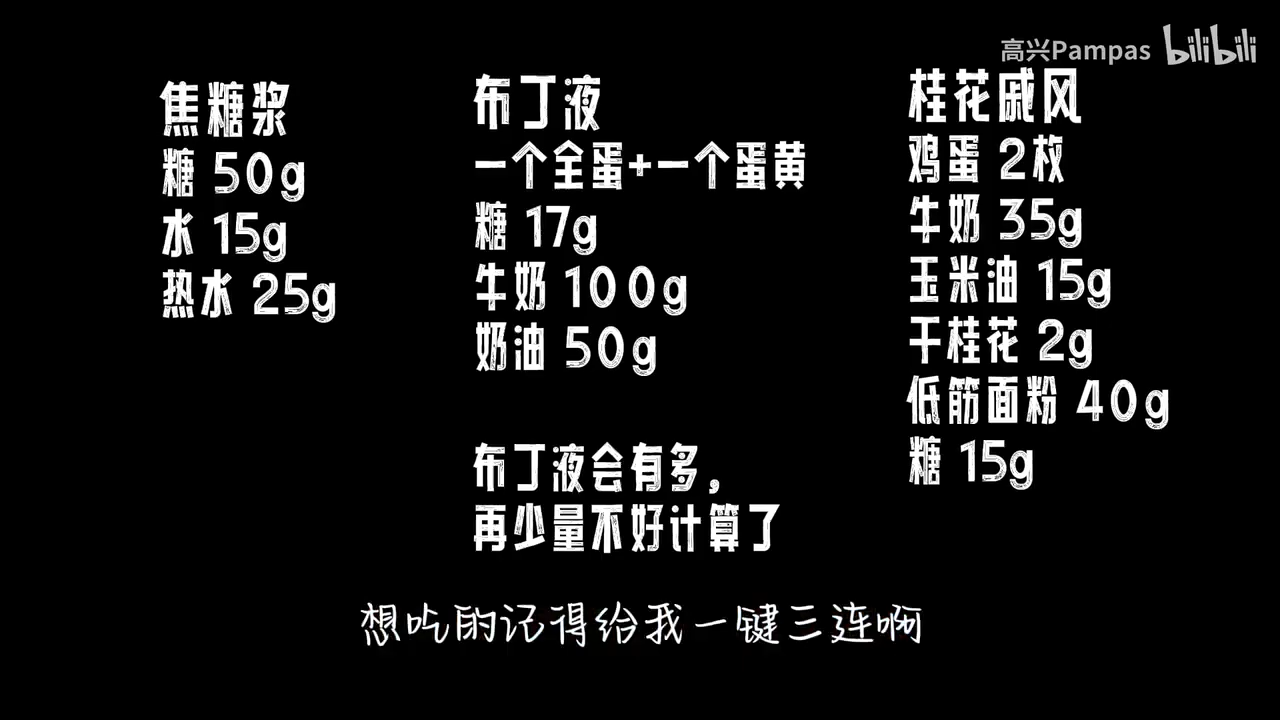 高兴Pampas bilibili
焦糖浆
糖 50g
水 15g
热水 25g
布丁液
一个全蛋+一个蛋黄
糖 17g
牛奶 100g
奶油 50g
布丁液会有多，
再少量不好计算了
桂花戚风
鸡蛋 2枚
牛奶 35g
玉米油 15g
干桂花 2g
低筋面粉 40g
糖 15g
想吃的记得给我一键三连啊